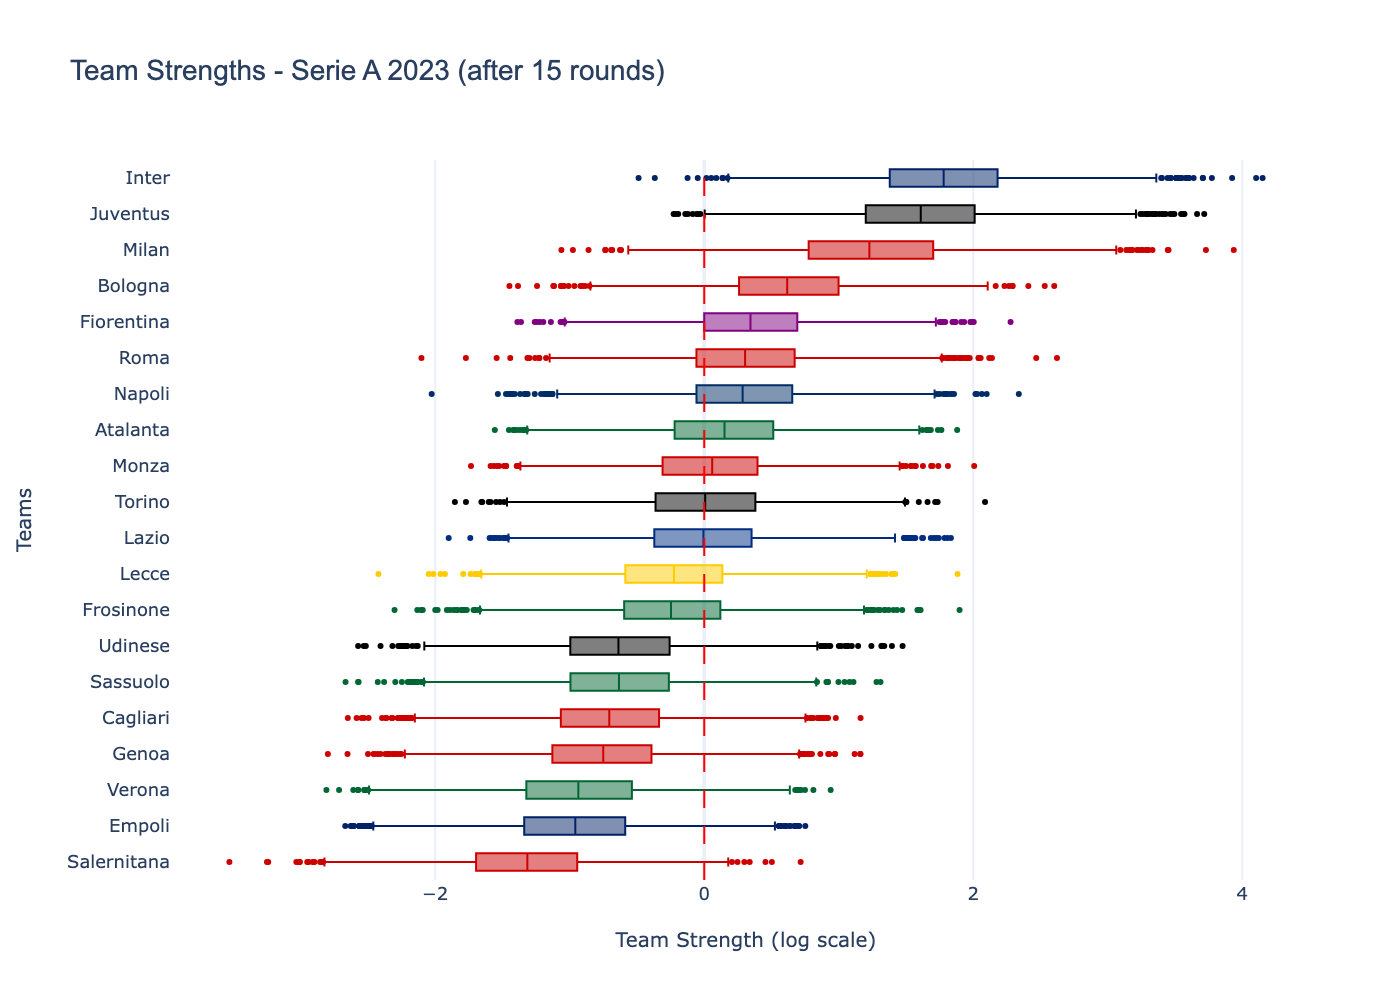 Team Strengths - Serie A 2023 (after 15 rounds)
Inter
Juventus
Milan
Bologna
Fiorentina
Roma
Napoli
Atalanta
Monza
Torino
Lazio
Lecce
Frosinone
Udinese
Sassuolo
Cagliari
Genoa
Verona
Empoli
Salernitana
Teams
−2 0 2 4
Team Strength (log scale)